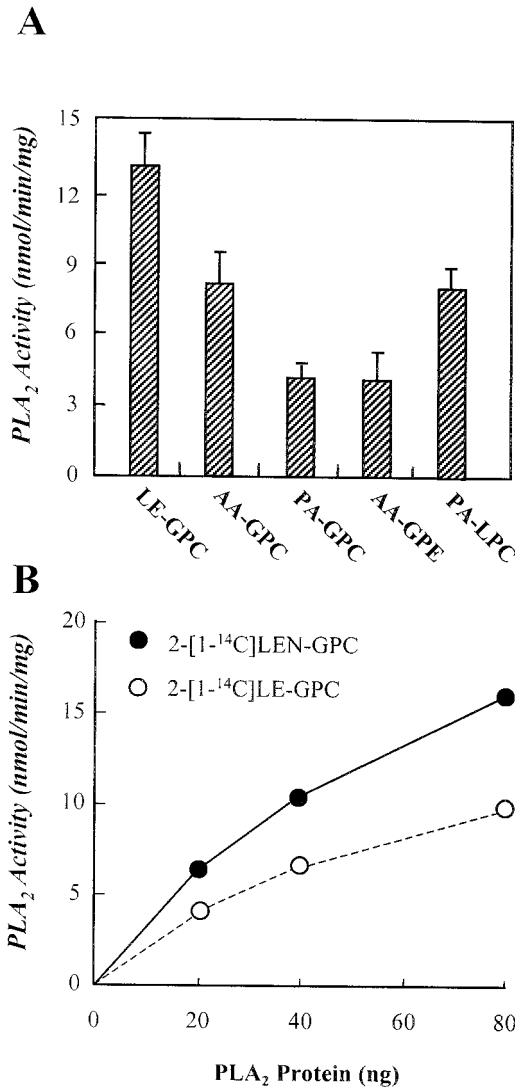 A
PLA₂ Activity (nmol/min/mg)
15
12
9
6
3
0
LE-GPC
AA-GPC
PA-GPC
AA-GPE
PA-LPC
B
PLA₂ Activity (nmol/min/mg)
20
15
10
5
0
2-[1-¹⁴C]LEN-GPC
2-[1-¹⁴C]LE-GPC
0 20 40 60 80
PLA₂ Protein (ng)